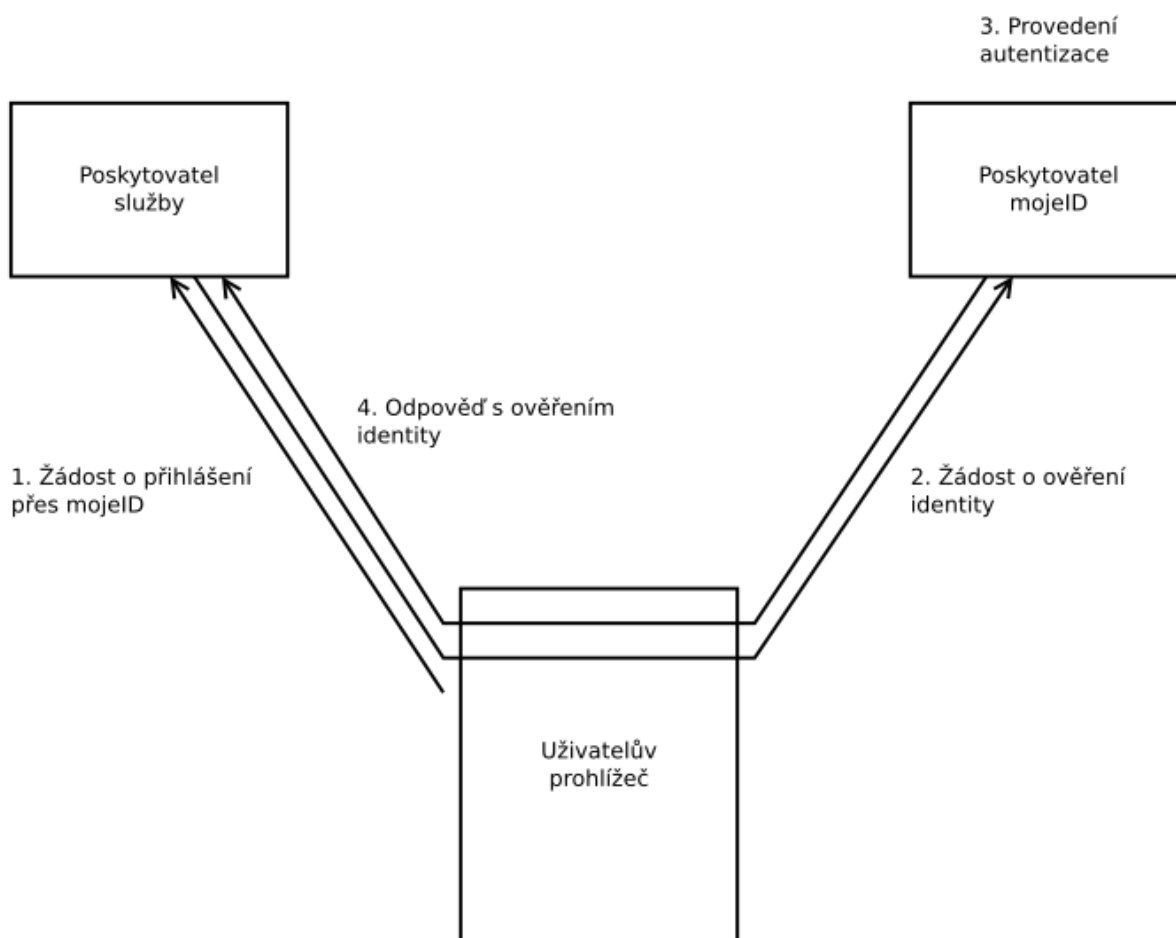 3. Provedení
autentizace
Poskytovatel
služby
Poskytovatel
mojeID
4. Odpověď s ověřením
identity
1. Žádost o přihlášení
přes mojeID
2. Žádost o ověření
identity
Uživatelův
prohlížeč